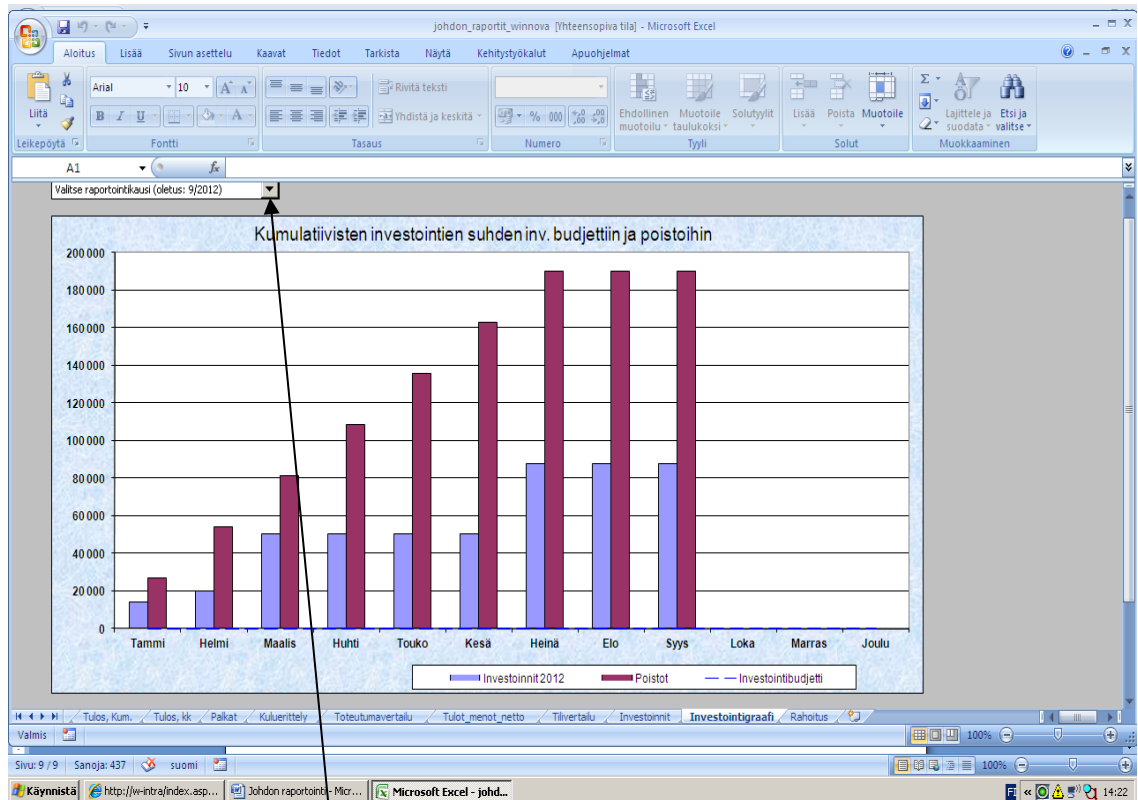 johdon_raportit_winnova [Yhteensopiva tila] - Microsoft Excel
Aloitus Lisää Sivun asettelu Kaavat Tiedot Tarkista Näytä Kehitystyökalut Apuohjelmat
Liitä
Arial 10
Rivitä teksti
B I U
Yhdistä ja keskitä
% 000
Ehdollinen muotoilu
Muotoile taulukoksi
Solutyylit
Lisää Poista Muotoile
Lajittele ja suodata
Etsi ja valitse
Leikepöytä Fontti Tasaus Numero Tyyli Solut Muokkaaminen
A1 fx
Valitse raportointikausi (oletus: 9/2012)
Kumulatiivisten investointien suhden inv. budjettiin ja poistoihin
200 000
180 000
160 000
140 000
120 000
100 000
80 000
60 000
40 000
20 000
0
Tammi Helmi Maalis Huhti Touko Kesä Heinä Elo Syys Loka Marras Joulu
Investoinnit 2012 Poistot Investointibudjetti
Tulos, Kum. Tulos, kk Palkat Kuluerittely Toteutumavertailu Tulot_menot_netto Tilivertailu Investoinnit Investointigraafi Rahoitus
Valmis 100%
Sivu: 9 / 9 Sanoja: 437 suomi 100%
Käynnistä http://w-intra/index.asp... Johdon raportointi - Micr... Microsoft Excel - johd... FI 14:22